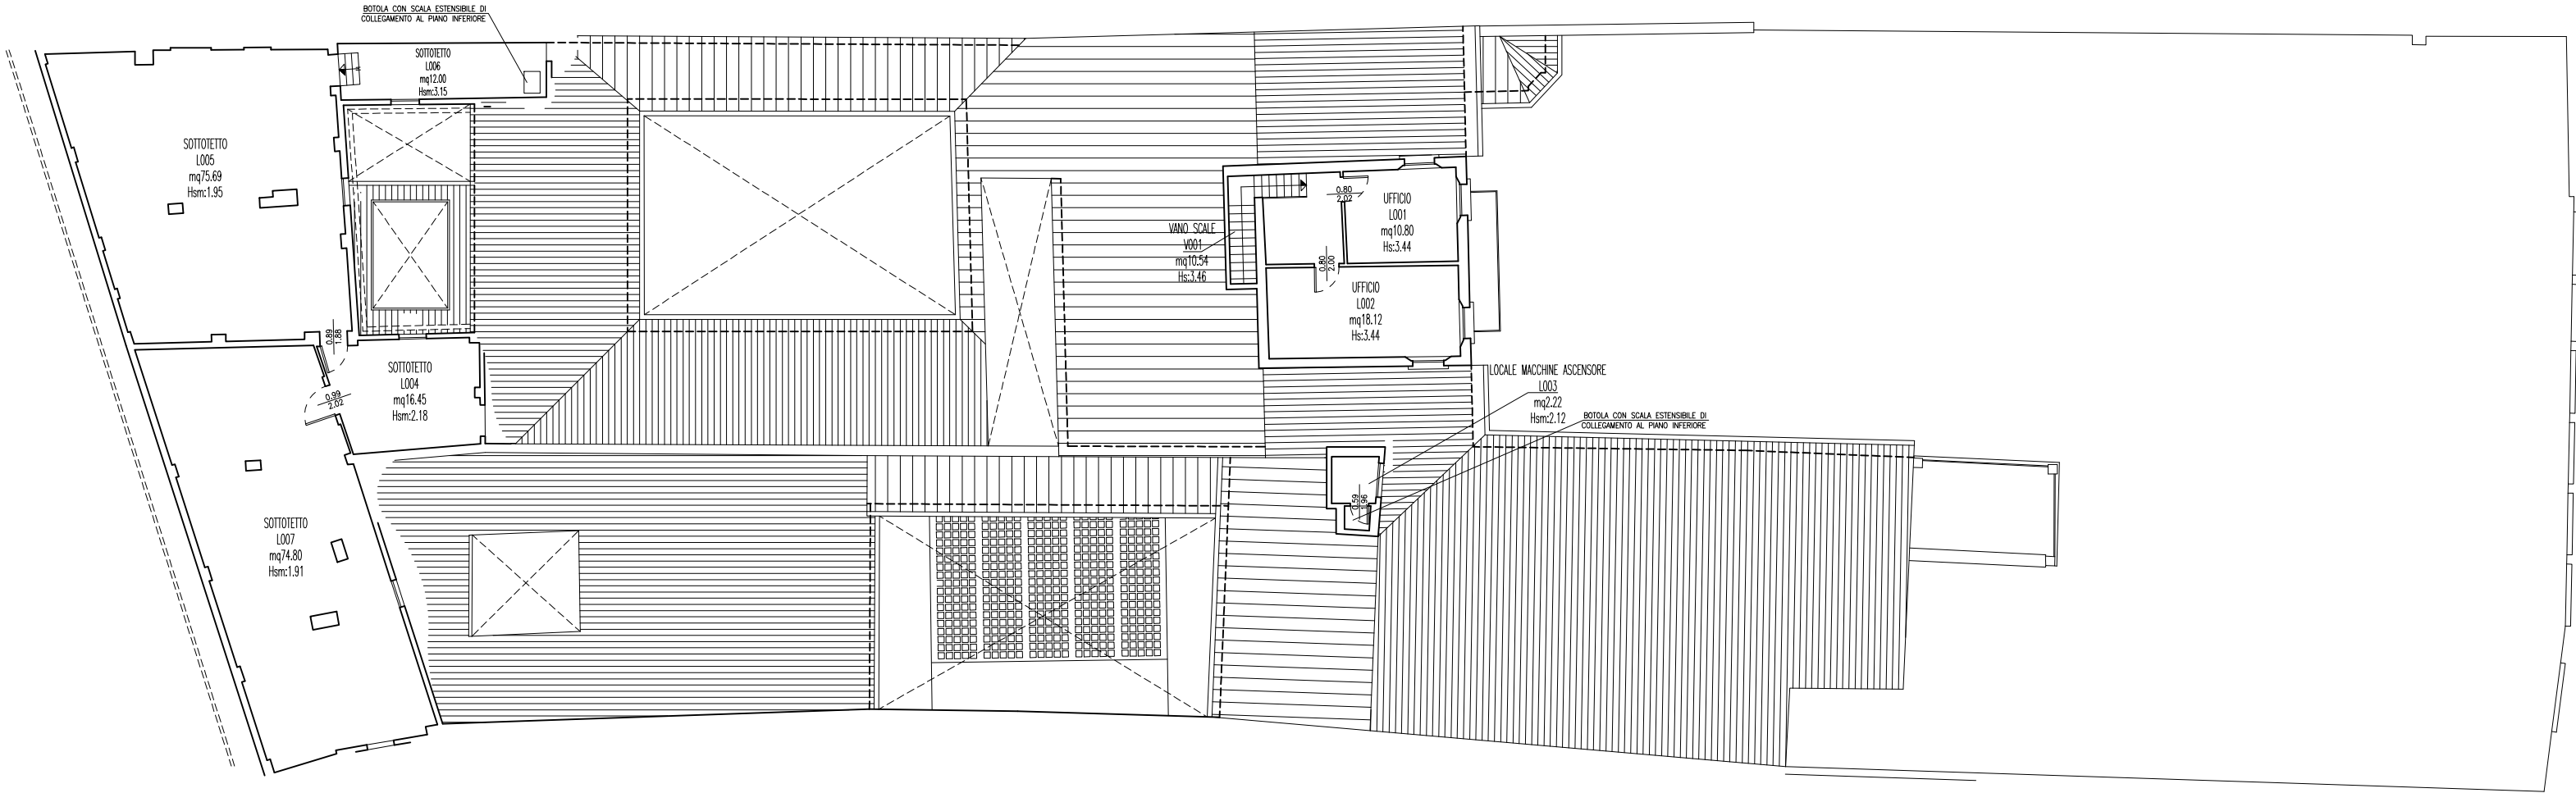 BOTOLA CON SCALA ESTENSIBILE DI
COLLEGAMENTO AL PIANO INFERIORE
SOTTOTETTO
L006
mq12.00
Hsm:3.15
SOTTOTETTO
L005
mq75.69
Hsm:1.95
0.89
1.88
SOTTOTETTO
L004
mq16.45
Hsm:2.18
0.99
2.02
SOTTOTETTO
L007
mq74.80
Hsm:1.91
VANO SCALE
V001
mq10.54
Hs:3.46
0.80
2.02
UFFICIO
L001
mq10.80
Hs:3.44
0.80
2.00
UFFICIO
L002
mq18.12
Hs:3.44
LOCALE MACCHINE ASCENSORE
L003
mq2.22
Hsm:2.12
BOTOLA CON SCALA ESTENSIBILE DI
COLLEGAMENTO AL PIANO INFERIORE
0.59
1.96